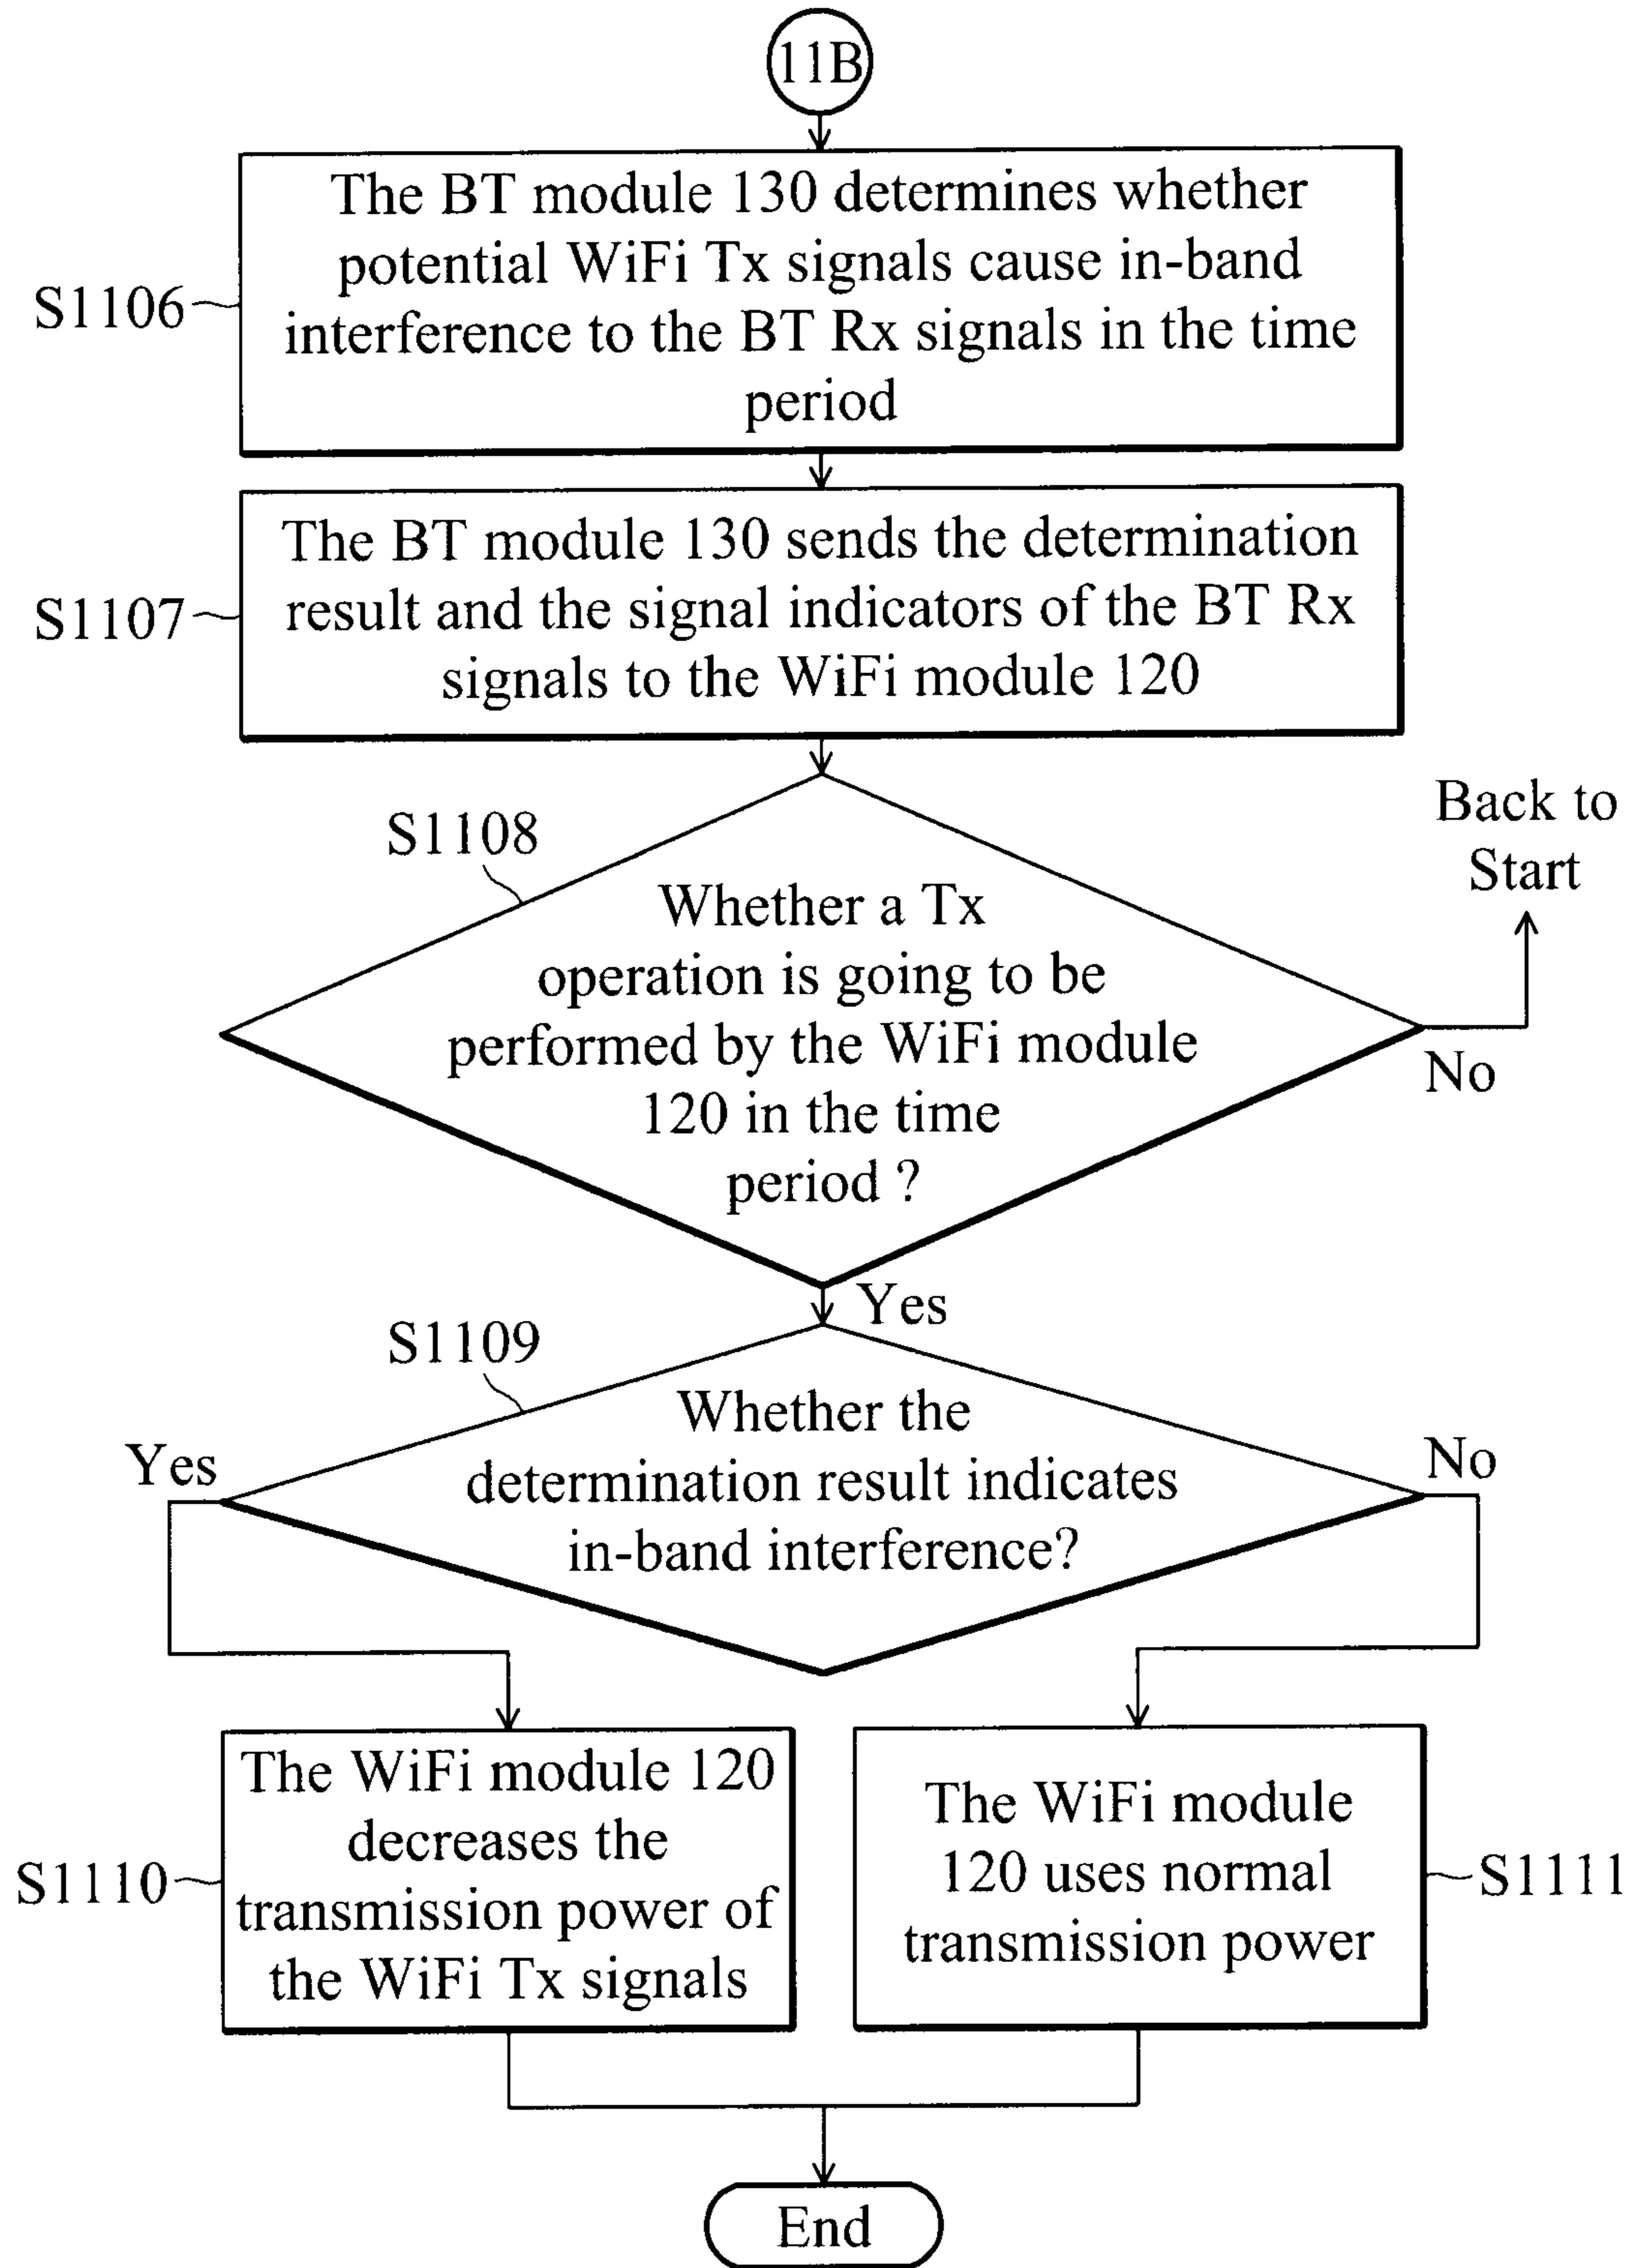 11B
The BT module 130 determines whether
potential WiFi Tx signals cause in-band
interference to the BT Rx signals in the time
period
S1106
The BT module 130 sends the determination
result and the signal indicators of the BT Rx
signals to the WiFi module 120
S1107
S1108
Whether a Tx
operation is going to be
performed by the WiFi module
120 in the time
period ?
Back to
Start
No
Yes
S1109
Whether the
determination result indicates
in-band interference?
Yes
No
The WiFi module 120
decreases the
transmission power of
the WiFi Tx signals
S1110
The WiFi module
120 uses normal
transmission power
S1111
End